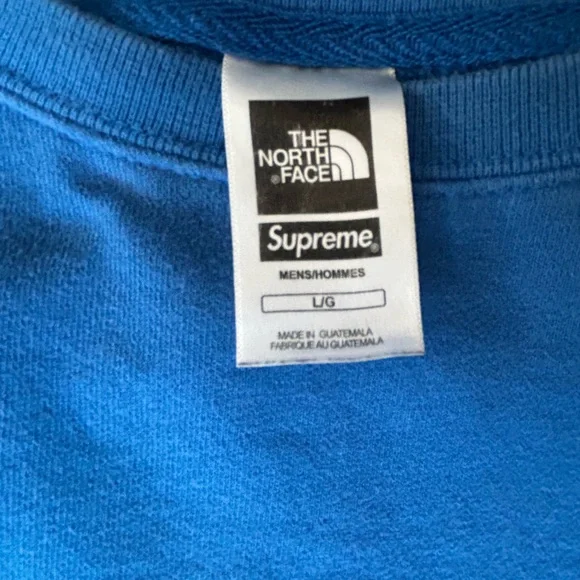 THE
NORTH
FACE®
Supreme®
MENS/HOMMES
L/G
MADE IN GUATEMALA
FABRIQUE AU GUATEMALA